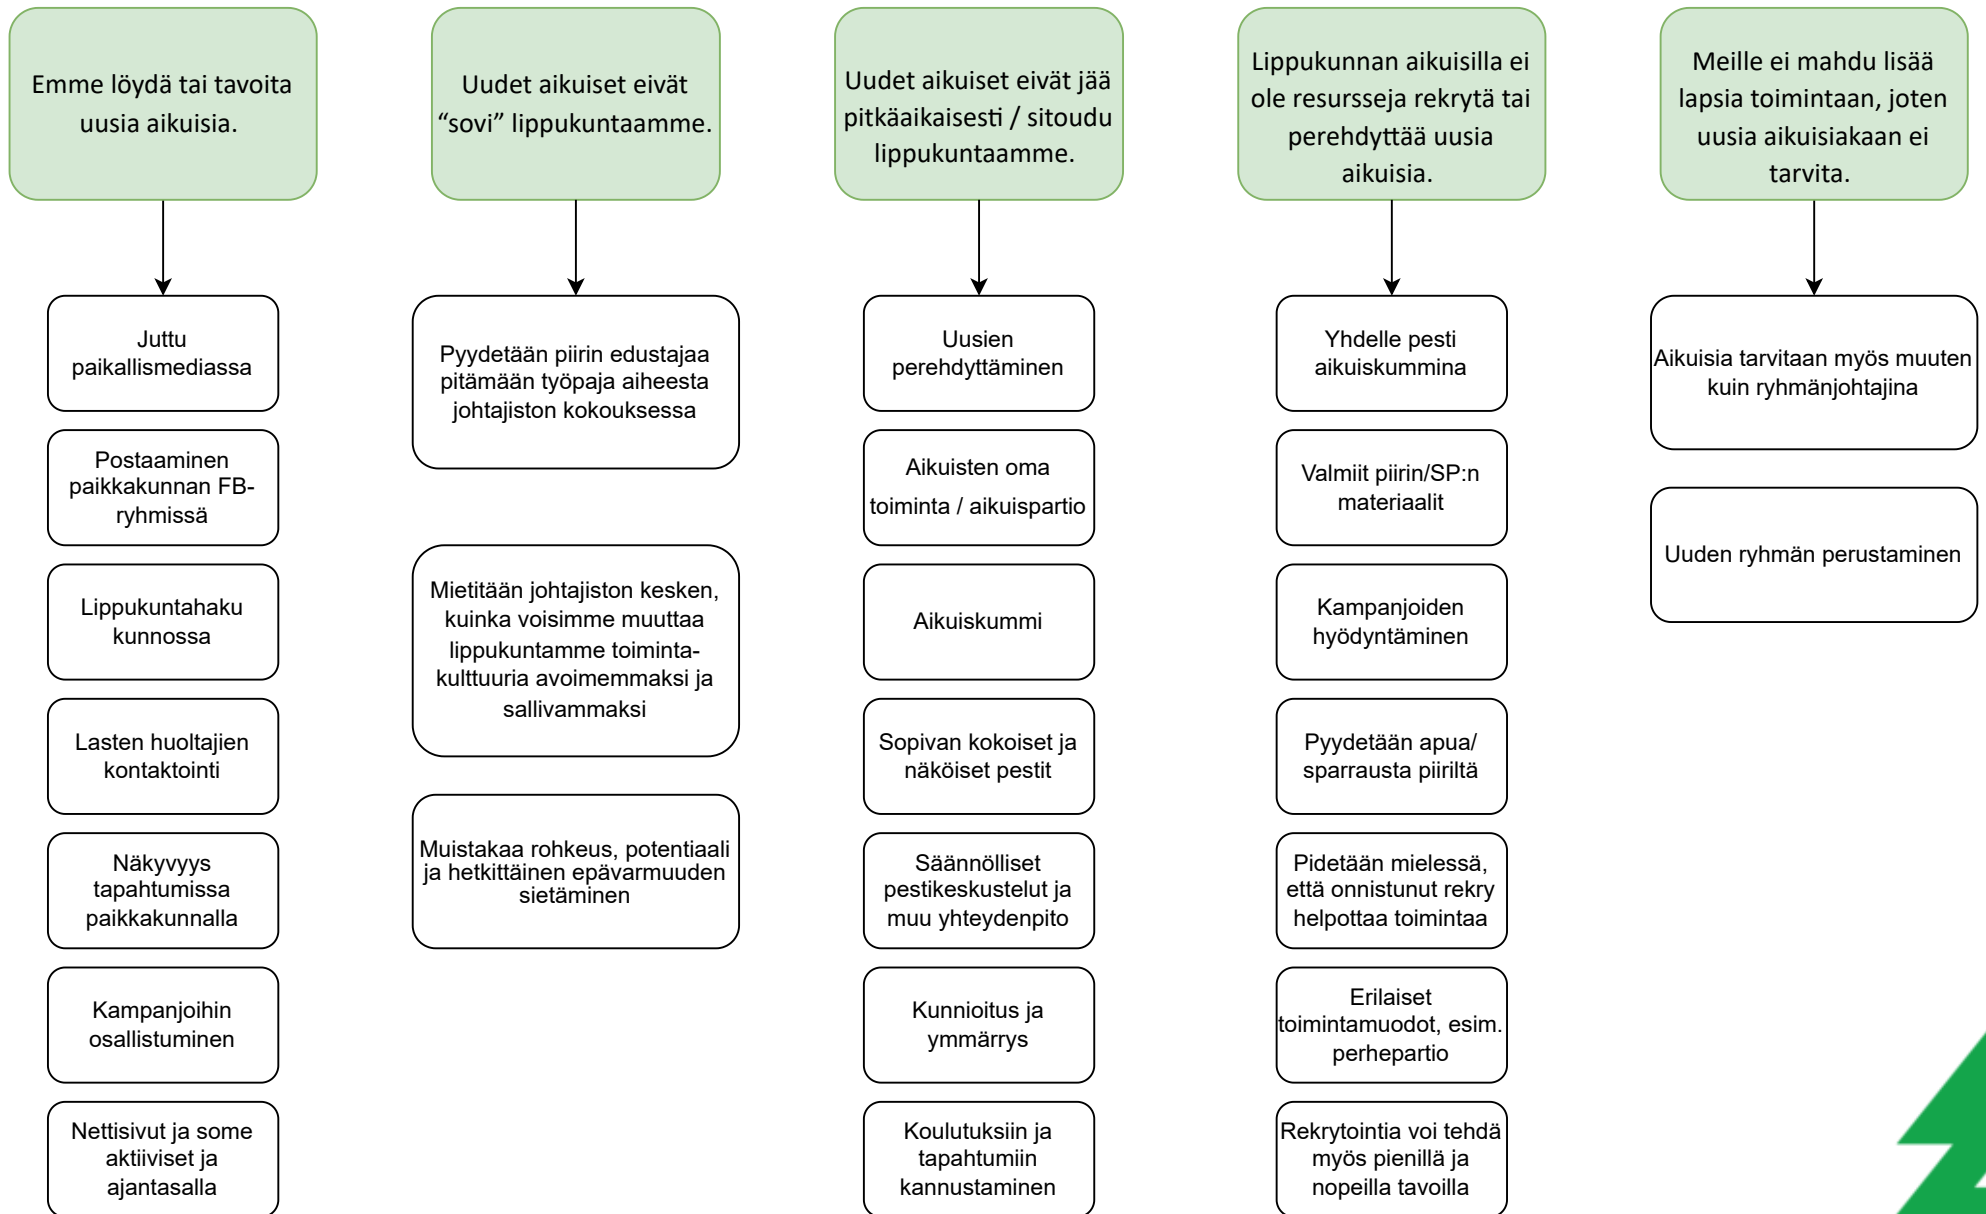 Emme löydä tai tavoita
uusia aikuisia.
Uudet aikuiset eivät
“sovi” lippukuntaamme.
Uudet aikuiset eivät jää
pitkäaikaisesti / sitoudu
lippukuntaamme.
Lippukunnan aikuisilla ei
ole resursseja rekrytä tai
perehdyttää uusia
aikuisia.
Meille ei mahdu lisää
lapsia toimintaan, joten
uusia aikuisiakaan ei
tarvita.
Juttu
paikallismediassa
Postaaminen
paikkakunnan FB-
ryhmissä
Lippukuntahaku
kunnossa
Lasten huoltajien
kontaktointi
Näkyvyys
tapahtumissa
paikkakunnalla
Kampanjoihin
osallistuminen
Nettisivut ja some
aktiiviset ja
ajantasalla
Pyydetään piirin edustajaa
pitämään työpaja aiheesta
johtajiston kokouksessa
Mietitään johtajiston kesken,
kuinka voisimme muuttaa
lippukuntamme toiminta-
kulttuuria avoimemmaksi ja
sallivammaksi
Muistakaa rohkeus, potentiaali
ja hetkittäinen epävarmuuden
sietäminen
Uusien
perehdyttäminen
Aikuisten oma
toiminta / aikuispartio
Aikuiskummi
Sopivan kokoiset ja
näköiset pestit
Säännölliset
pestikeskustelut ja
muu yhteydenpito
Kunnioitus ja
ymmärrys
Koulutuksiin ja
tapahtumiin
kannustaminen
Yhdelle pesti
aikuiskummina
Valmiit piirin/SP:n
materiaalit
Kampanjoiden
hyödyntäminen
Pyydetään apua/
sparrausta piiriltä
Pidetään mielessä,
että onnistunut rekry
helpottaa toimintaa
Erilaiset
toimintamuodot, esim.
perhepartio
Rekrytointia voi tehdä
myös pienillä ja
nopeilla tavoilla
Aikuisia tarvitaan myös muuten
kuin ryhmänjohtajina
Uuden ryhmän perustaminen